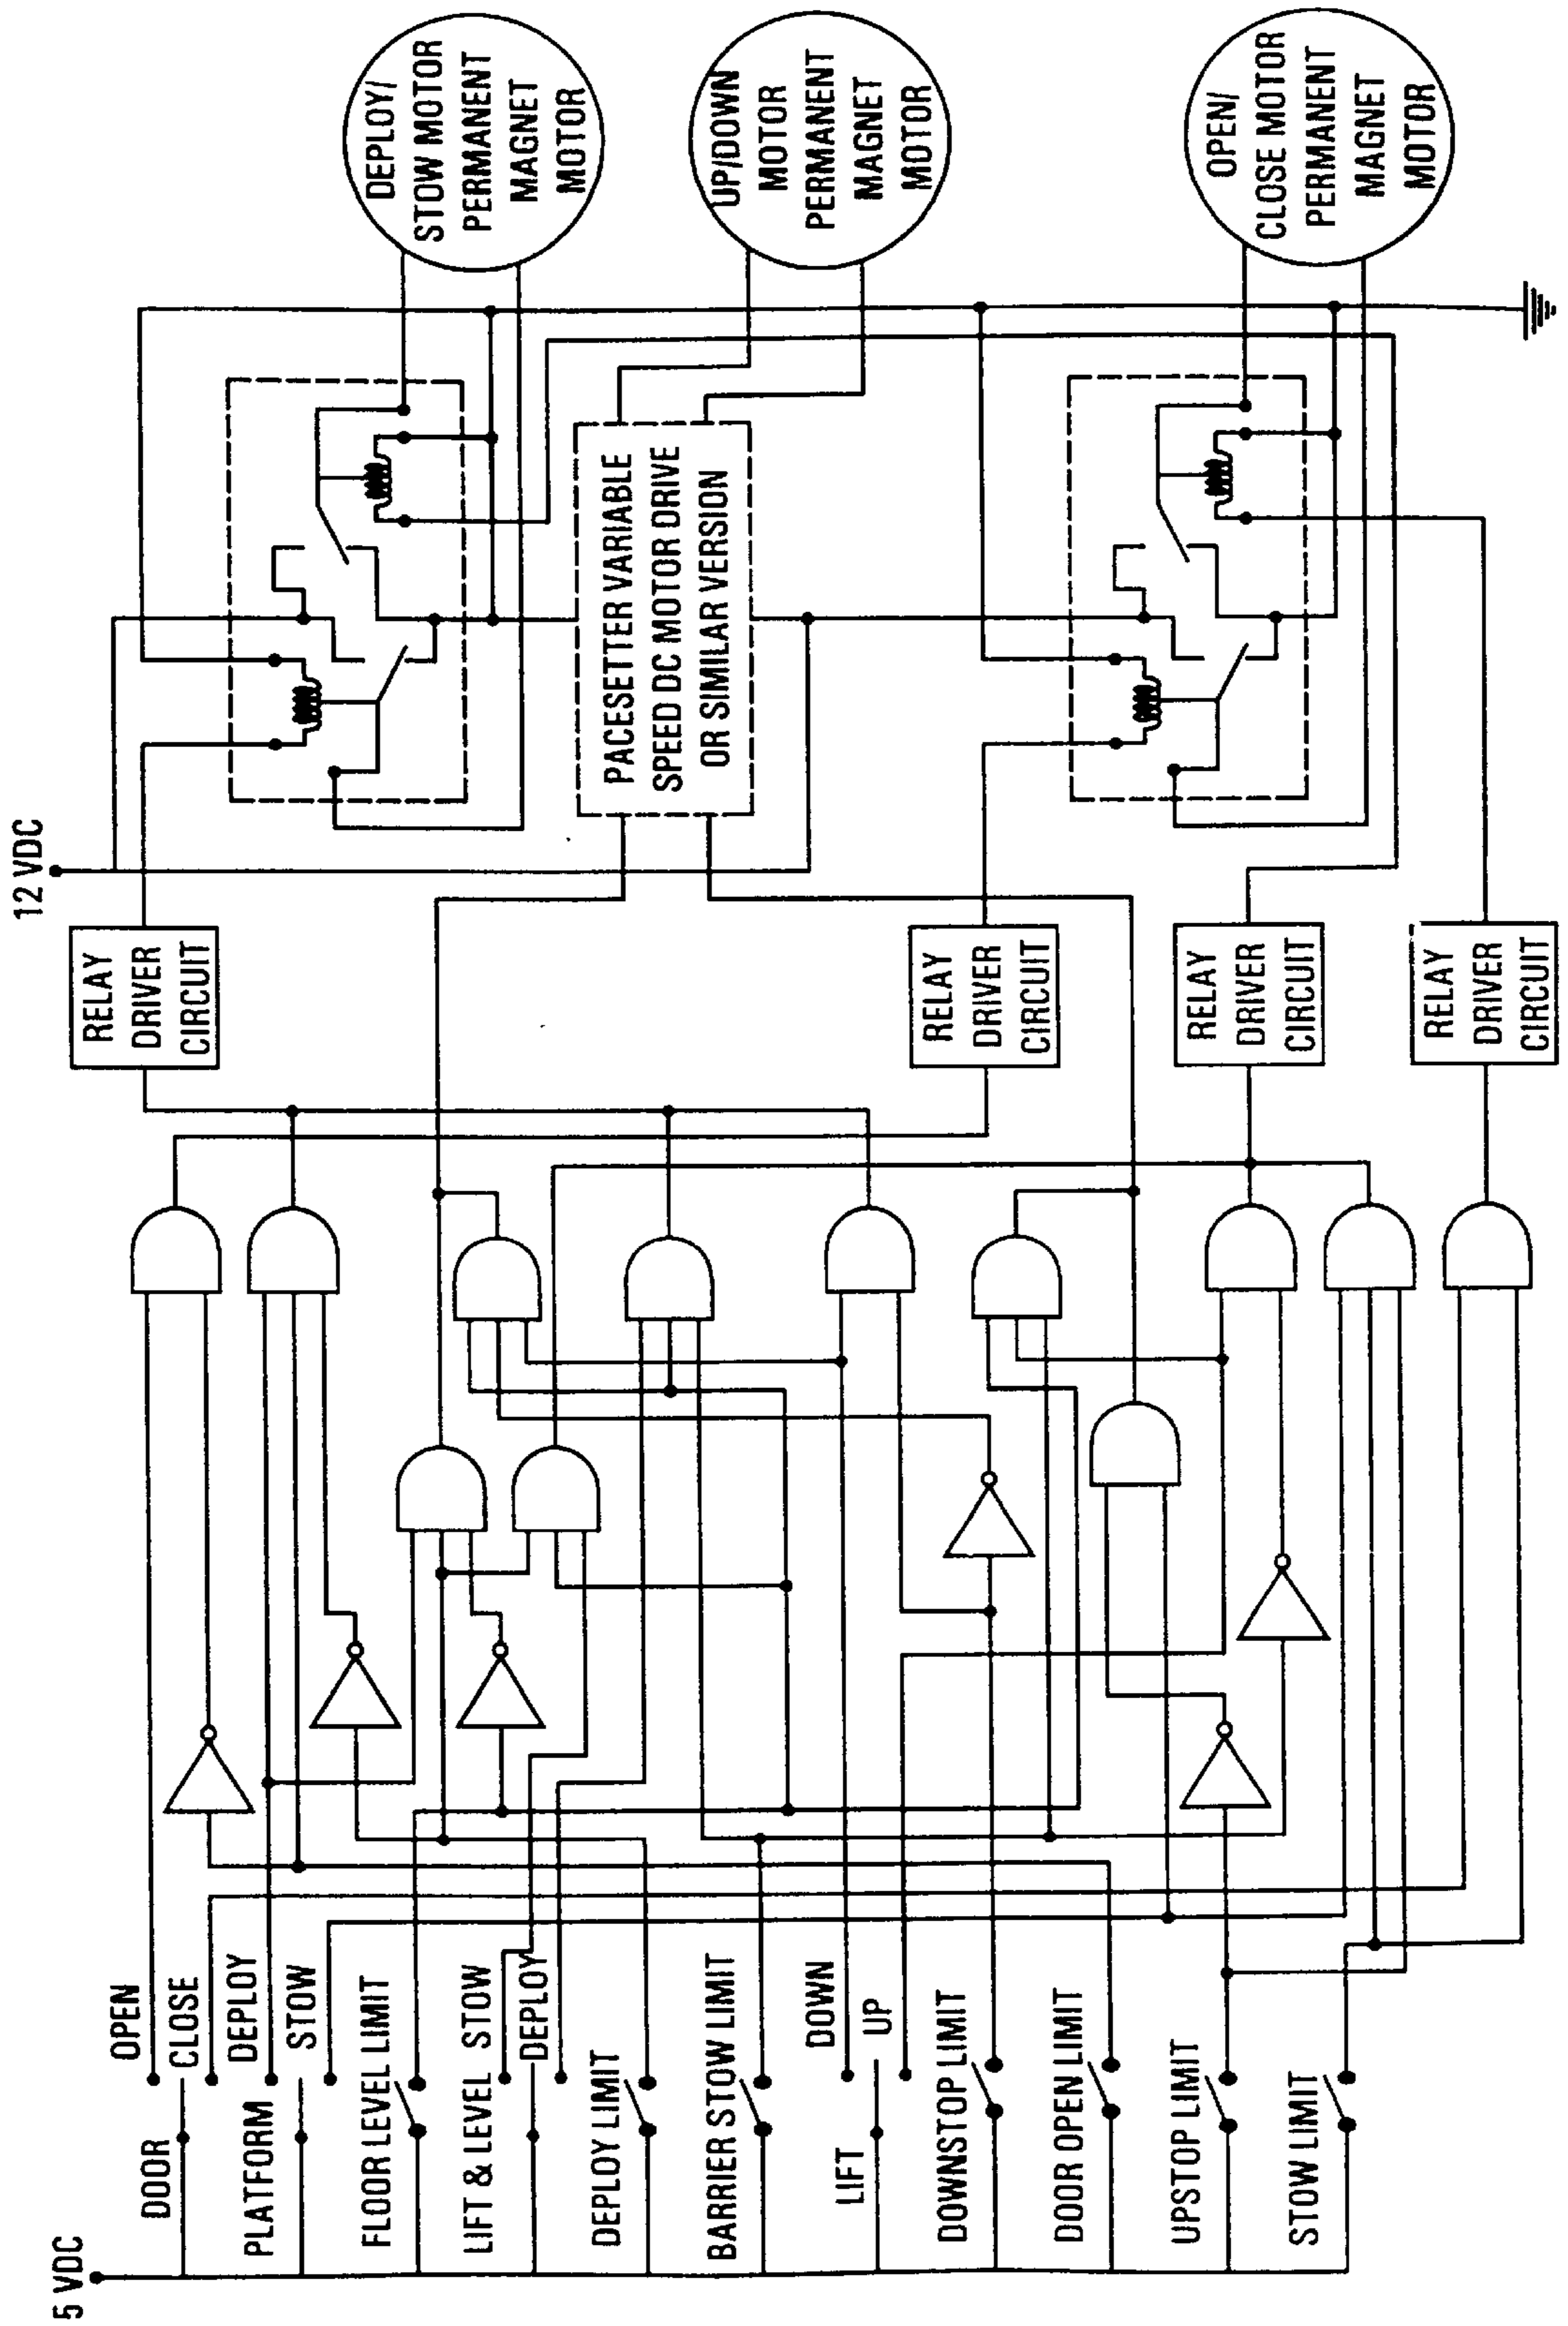 5 VDC
DOOR
OPEN
CLOSE
PLATFORM
DEPLOY
STOW
FLOOR LEVEL LIMIT
LIFT & LEVEL
STOW
DEPLOY
DEPLOY LIMIT
BARRIER STOW LIMIT
LIFT
DOWN
UP
DOWNSTOP LIMIT
DOOR OPEN LIMIT
UPSTOP LIMIT
STOW LIMIT
RELAY
DRIVER
CIRCUIT
RELAY
DRIVER
CIRCUIT
RELAY
DRIVER
CIRCUIT
RELAY
DRIVER
CIRCUIT
12 VDC
PACESETTER VARIABLE
SPEED DC MOTOR DRIVE
OR SIMILAR VERSION
DEPLOY/
STOW MOTOR
PERMANENT
MAGNET
MOTOR
UP/DOWN
MOTOR
PERMANENT
MAGNET
MOTOR
OPEN/
CLOSE MOTOR
PERMANENT
MAGNET
MOTOR